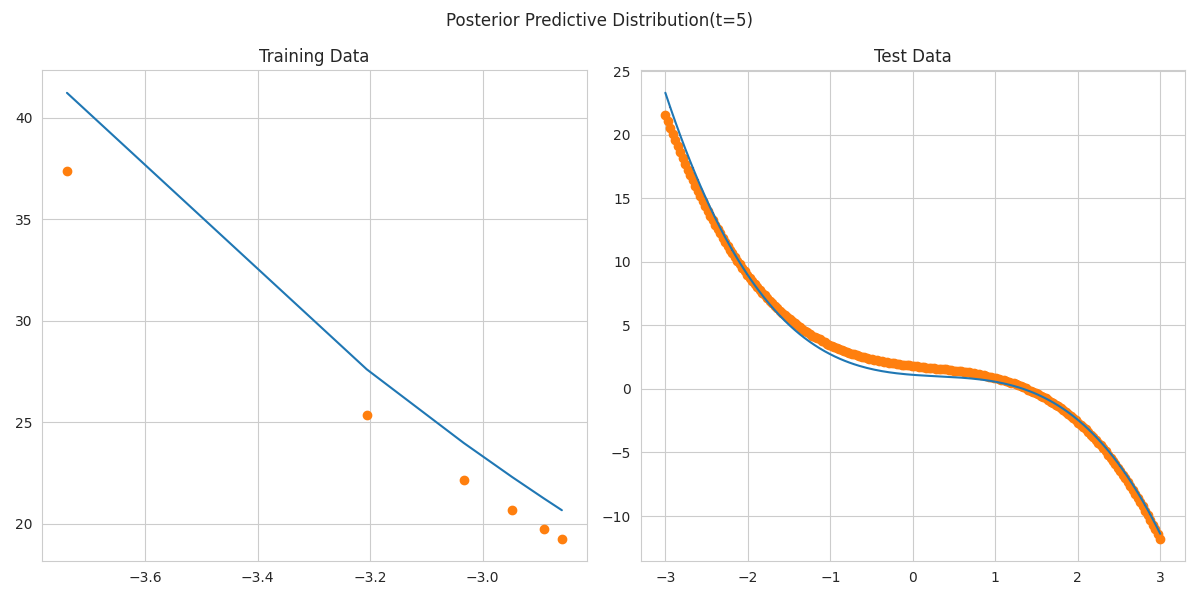 Posterior Predictive Distribution(t=5)
Training Data
40
35
30
25
20
−3.6 −3.4 −3.2 −3.0
Test Data
25
20
15
10
5
0
−5
−10
−3 −2 −1 0 1 2 3